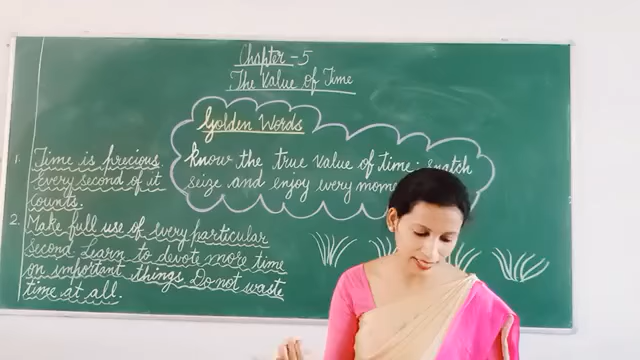 Chapter - 5
The Value of Time
Golden Words
Know the true value of time; snatch
seize and enjoy every
1. Time is precious
Every second of it
counts.
2. Make full use of every particular
second. Learn to devote more time
on important things. Do not waste
time at all.